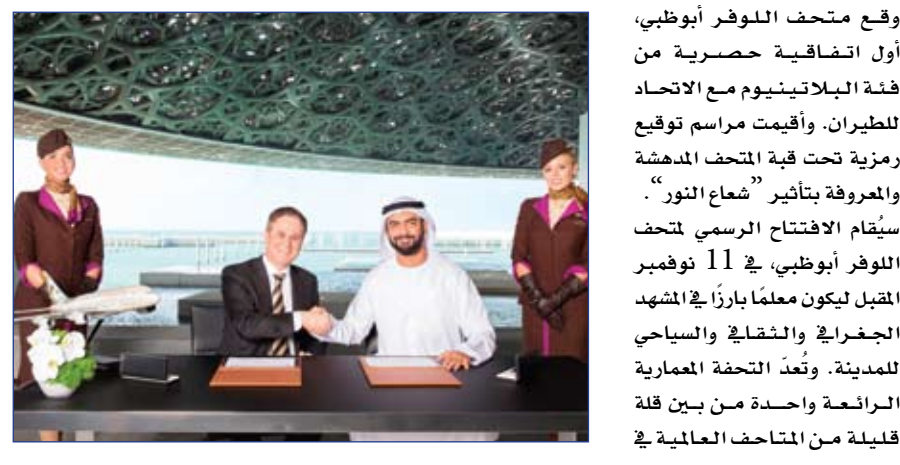 وقع متحف اللوفر أبوظبي،
أول اتفاقية حصرية من
فئة البلاتينيوم مع الاتحاد
للطيران. وأقيمت مراسم توقيع
رمزية تحت قبة المتحف المدهشة
والمعروفة بتأثير ”شعاع النور“.
سيُقام الافتتاح الرسمي لمتحف
اللوفر أبوظبي، في 11 نوفمبر
المقبل ليكون معلمًا بارزًا في المشهد
الجغرافي والثقافي والسياحي
للمدينة. وتُعدّ التحفة المعمارية
الرائعة واحدة من بين قلة
قليلة من المتاحف العالمية في